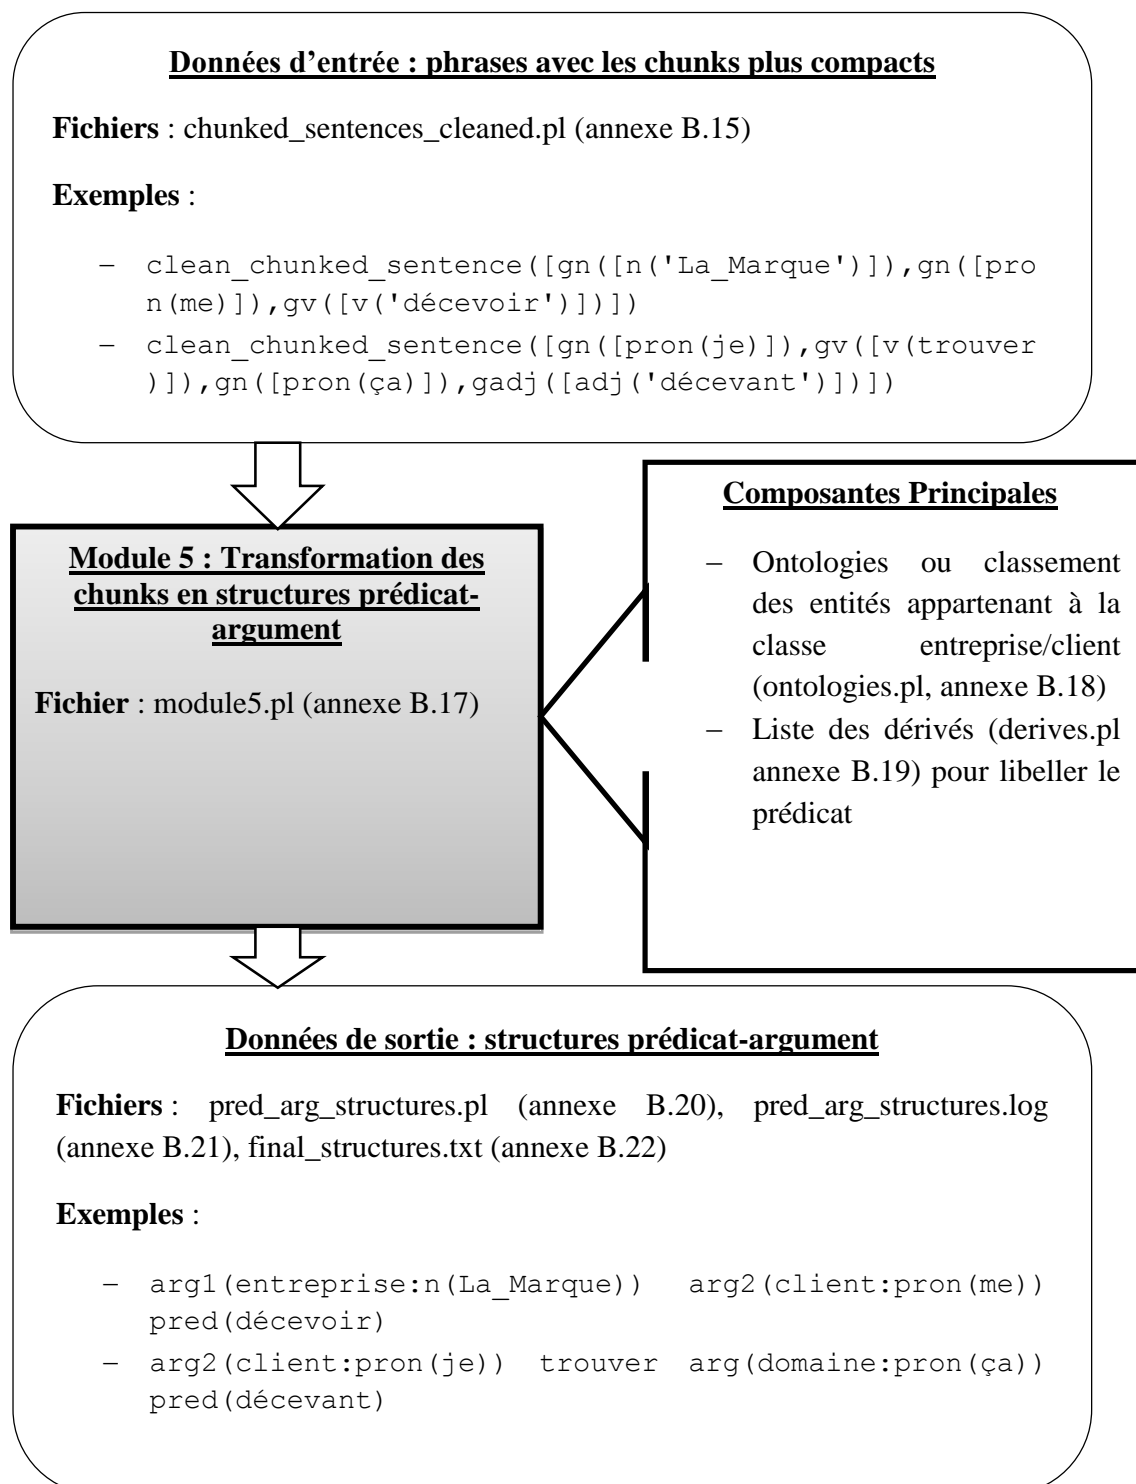 Données d’entrée : phrases avec les chunks plus compacts
Fichiers : chunked_sentences_cleaned.pl (annexe B.15)
Exemples :
− clean_chunked_sentence([gn([n('La_Marque')]),gn([pro
n(me)]),gv([v('décevoir')])])
− clean_chunked_sentence([gn([pron(je)]),gv([v(trouver
)]),gn([pron(ça)]),gadj([adj('décevant')])])
Module 5 : Transformation des
chunks en structures prédicat-
argument
Fichier : module5.pl (annexe B.17)
Composantes Principales
− Ontologies ou classement
des entités appartenant à la
classe entreprise/client
(ontologies.pl, annexe B.18)
− Liste des dérivés (derives.pl
annexe B.19) pour libeller le
prédicat
Données de sortie : structures prédicat-argument
Fichiers : pred_arg_structures.pl (annexe B.20), pred_arg_structures.log
(annexe B.21), final_structures.txt (annexe B.22)
Exemples :
− arg1(entreprise:n(La_Marque)) arg2(client:pron(me))
pred(décevoir)
− arg2(client:pron(je)) trouver arg(domaine:pron(ça))
pred(décevant)